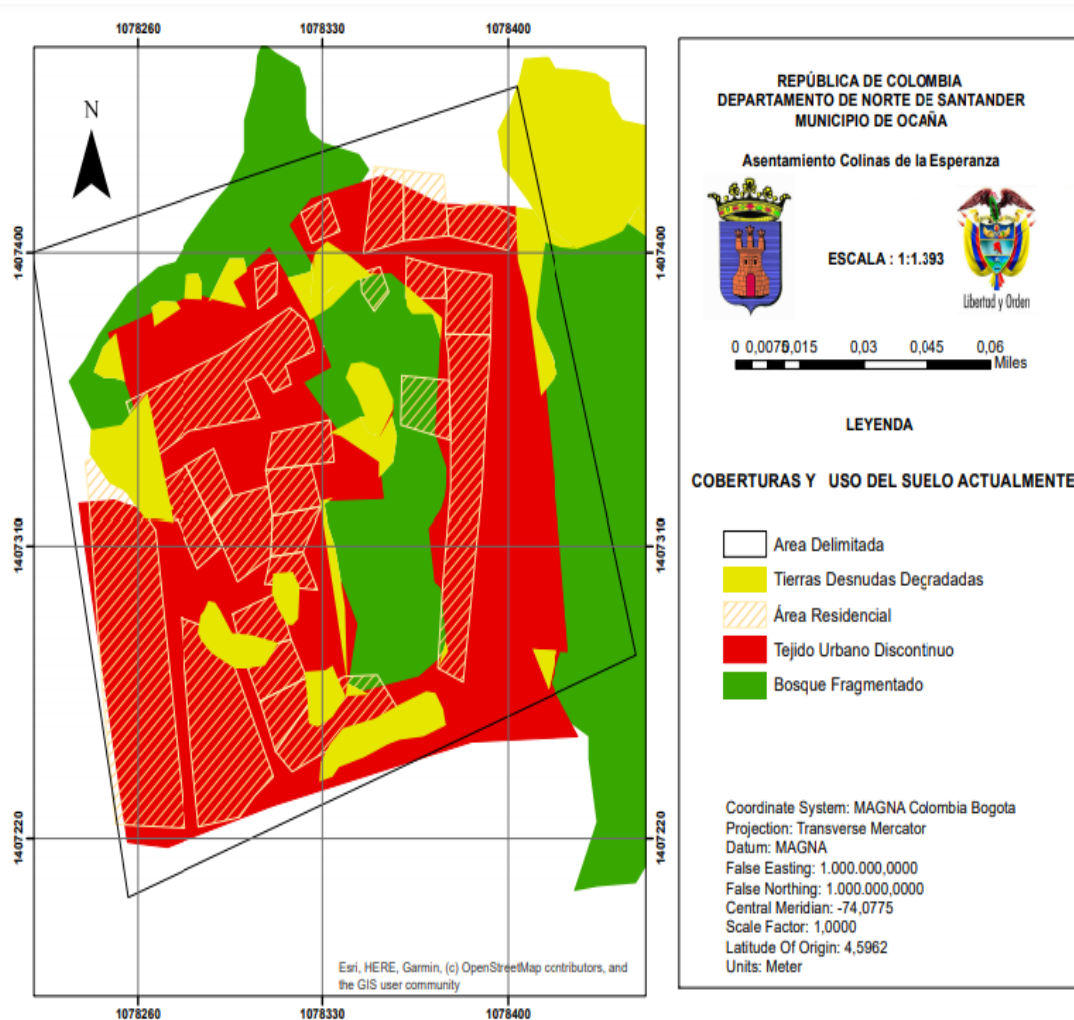 1078260
1078330
1078400
N
1407400
1407400
1407310
1407310
1407220
1407220
Esri, HERE, Garmin, (c) OpenStreetMap contributors, and
the GIS user community
1078260
1078330
1078400
REPÚBLICA DE COLOMBIA
DEPARTAMENTO DE NORTE DE SANTANDER
MUNICIPIO DE OCAÑA
Asentamiento Colinas de la Esperanza
ESCALA : 1:1.393
Libertad y Orden
0 0,0075 0,015 0,03 0,045 0,06
Miles
LEYENDA
COBERTURAS Y USO DEL SUELO ACTUALMENTE
Area Delimitada
Tierras Desnudas Degradadas
Área Residencial
Tejido Urbano Discontinuo
Bosque Fragmentado
Coordinate System: MAGNA Colombia Bogota
Projection: Transverse Mercator
Datum: MAGNA
False Easting: 1.000.000,0000
False Northing: 1.000.000,0000
Central Meridian: -74,0775
Scale Factor: 1,0000
Latitude Of Origin: 4,5962
Units: Meter